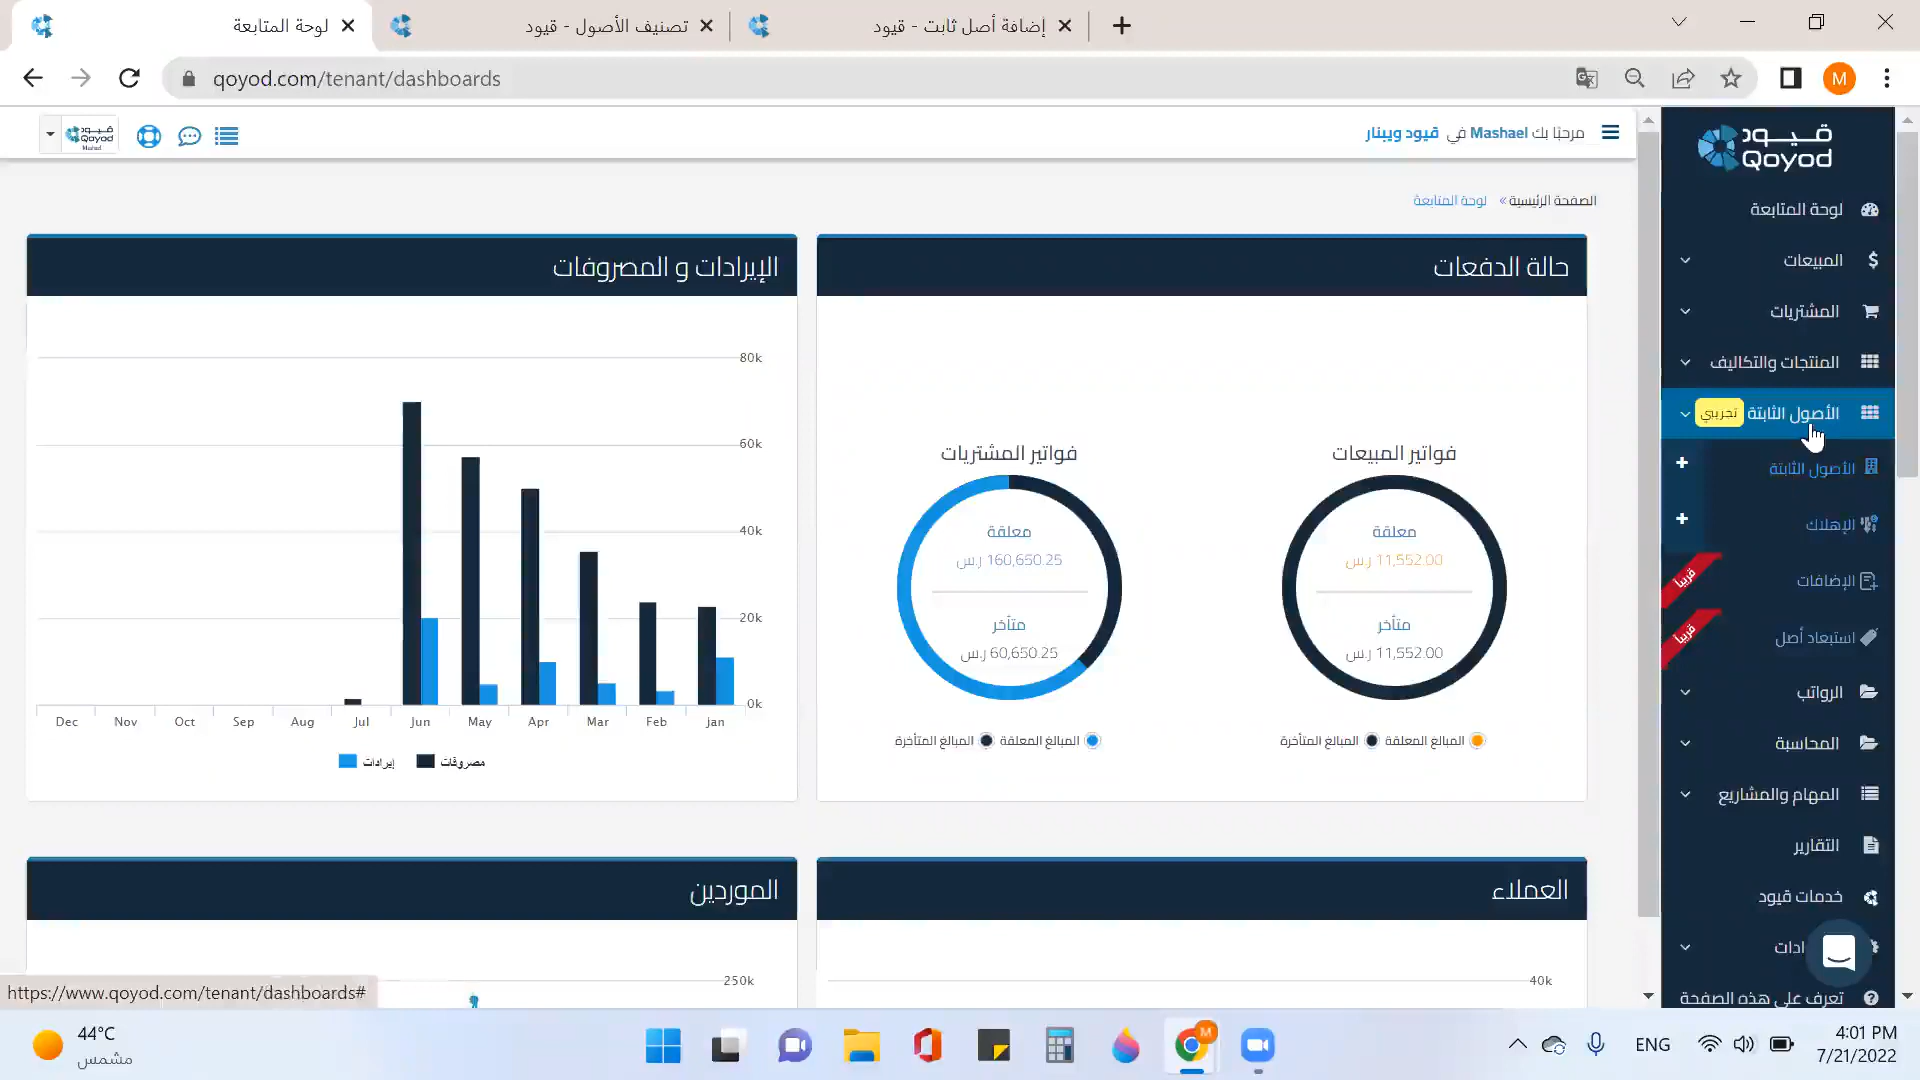 لوحة المتابعة
تصنيف الأصول - قيود
إضافة أصل ثابت - قيود
qoyod.com/tenant/dashboards
M
قيود
Qoyod
Mashael
مرحبًا بك Mashael في قيود ويبنار
الصفحة الرئيسية » لوحة المتابعة
قيود
Qoyod
لوحة المتابعة
المبيعات
المشتريات
المنتجات والتكاليف
الأصول الثابتة تجريبي
الأصول الثابتة
الإهلاك
الإضافات
قريبا
استبعاد أصل
قريبا
الرواتب
المحاسبة
المهام والمشاريع
التقارير
خدمات قيود
تعرف على هذه الصفحة
حالة الدفعات
فواتير المبيعات
معلقة
11,552.00 ر.س
متأخر
11,552.00 ر.س
المبالغ المعلقة المبالغ المتأخرة
فواتير المشتريات
معلقة
160,650.25 ر.س
متأخر
60,650.25 ر.س
المبالغ المعلقة المبالغ المتأخرة
الإيرادات و المصروفات
80k
60k
40k
20k
0k
Dec Nov Oct Sep Aug Jul Jun May Apr Mar Feb Jan
إيرادات مصروفات
العملاء
40k
الموردين
250k
https://www.qoyod.com/tenant/dashboards#
44°C
مشمس
M
ENG
4:01 PM
7/21/2022